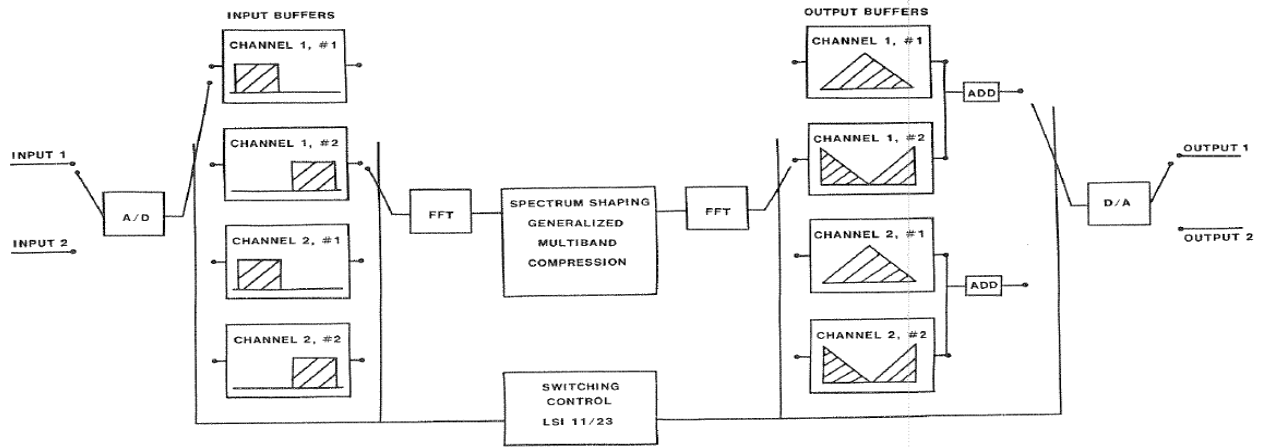 INPUT BUFFERS
CHANNEL 1, #1
CHANNEL 1, #2
CHANNEL 2, #1
CHANNEL 2, #2
INPUT 1
INPUT 2
A/D
FFT
SPECTRUM SHAPING
GENERALIZED
MULTIBAND
COMPRESSION
FFT
SWITCHING
CONTROL
LSI 11/23
OUTPUT BUFFERS
CHANNEL 1, #1
CHANNEL 1, #2
CHANNEL 2, #1
CHANNEL 2, #2
ADD
ADD
D/A
OUTPUT 1
OUTPUT 2